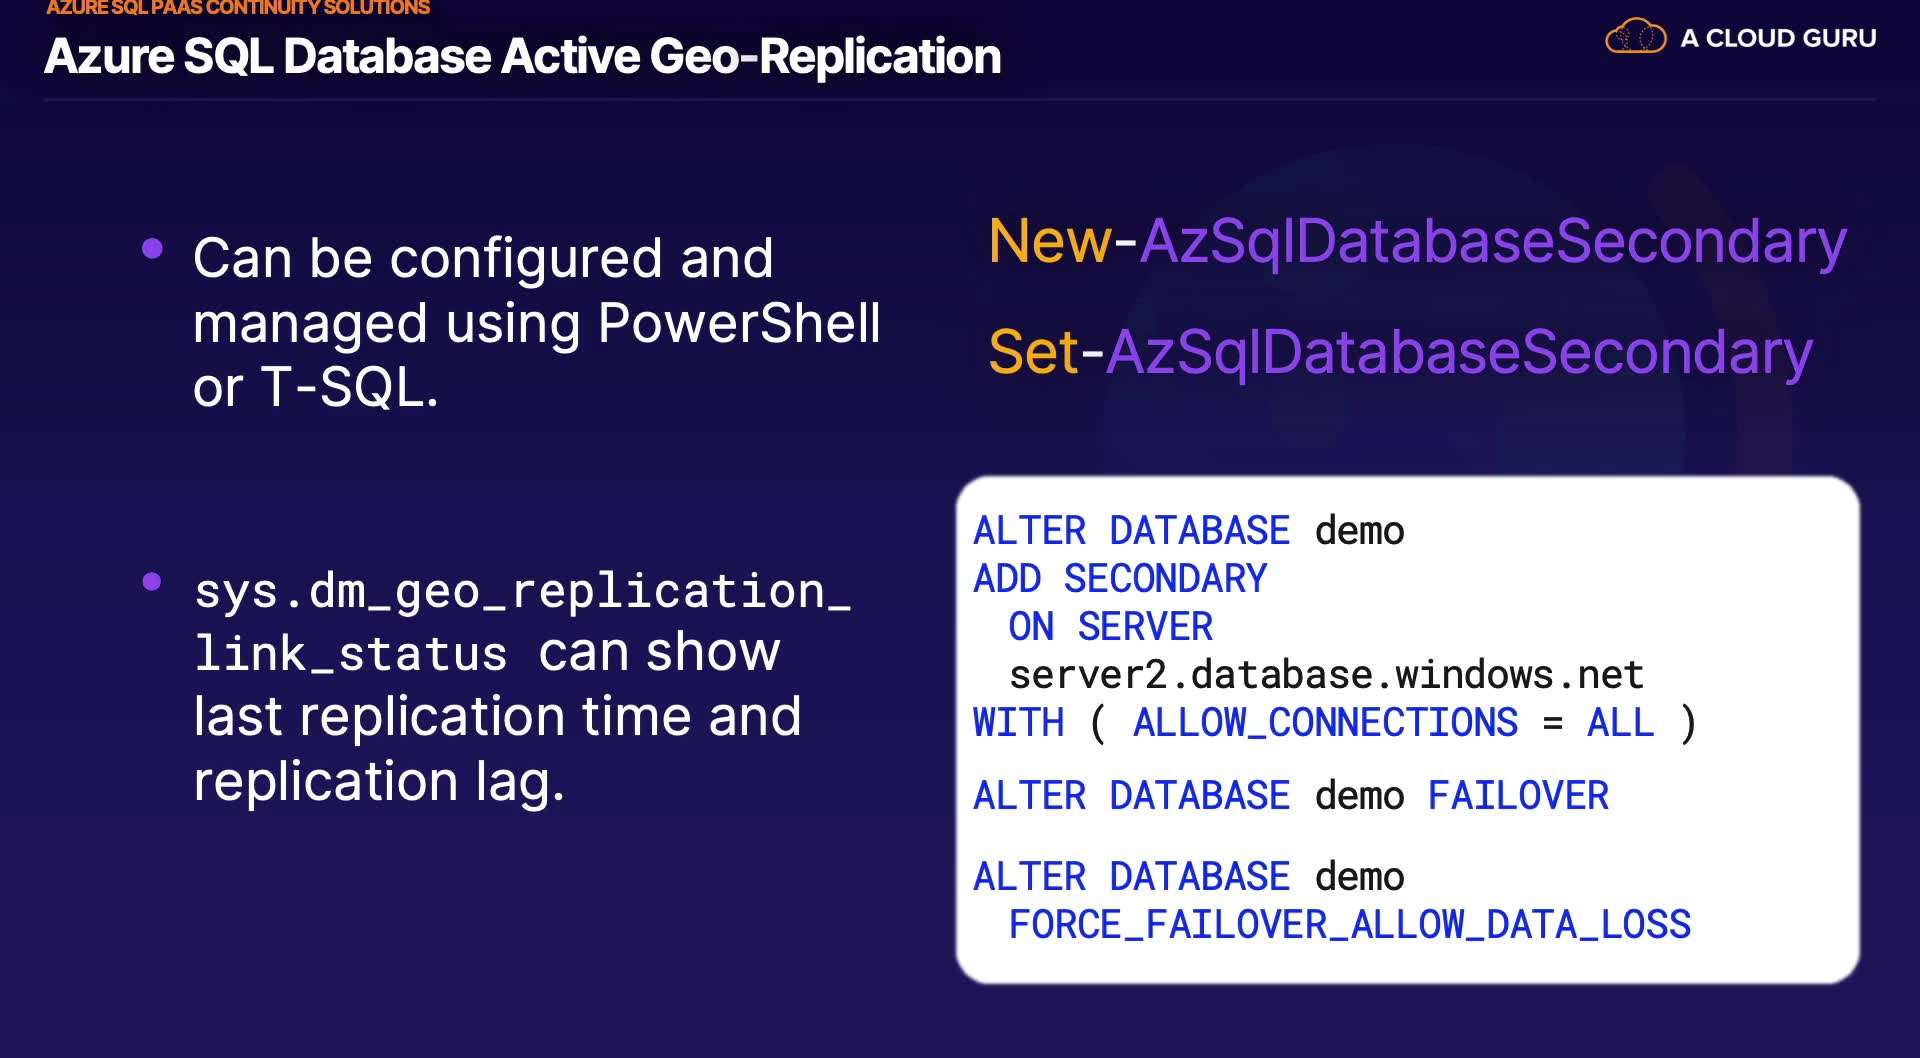 AZURE SQL PAAS CONTINUITY SOLUTIONS
Azure SQL Database Active Geo-Replication
A CLOUD GURU
Can be configured and
managed using PowerShell
or T-SQL.
sys.dm_geo_replication_
link_status can show
last replication time and
replication lag.
New-AzSqlDatabaseSecondary
Set-AzSqlDatabaseSecondary
ALTER DATABASE demo
ADD SECONDARY
ON SERVER
server2.database.windows.net
WITH ( ALLOW_CONNECTIONS = ALL )
ALTER DATABASE demo FAILOVER
ALTER DATABASE demo
FORCE_FAILOVER_ALLOW_DATA_LOSS